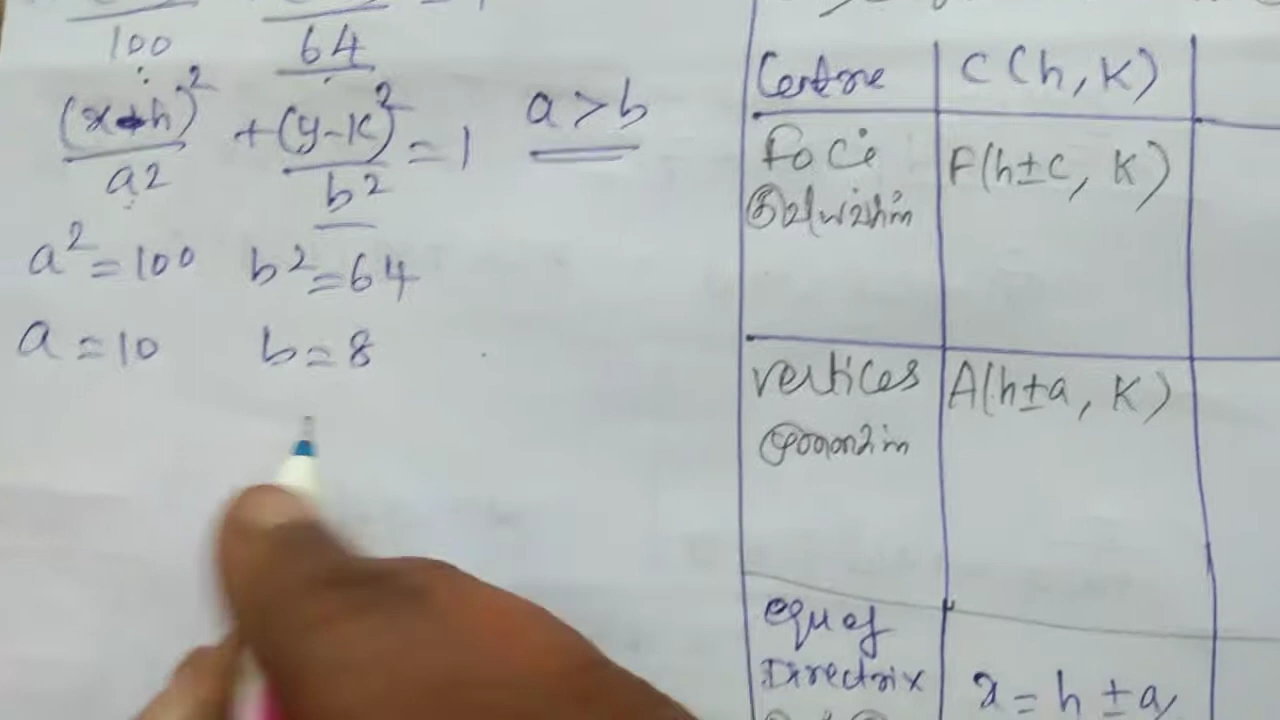 100 64
(x-h)² / a2 + (y-k)² / b² = 1 a > b
a² = 100 b² = 64
a = 10 b = 8
Centre C(h, K)
Foci F(h±c, K)
vertices A(h±a, K)
equ of
Directrix x = h ± a/